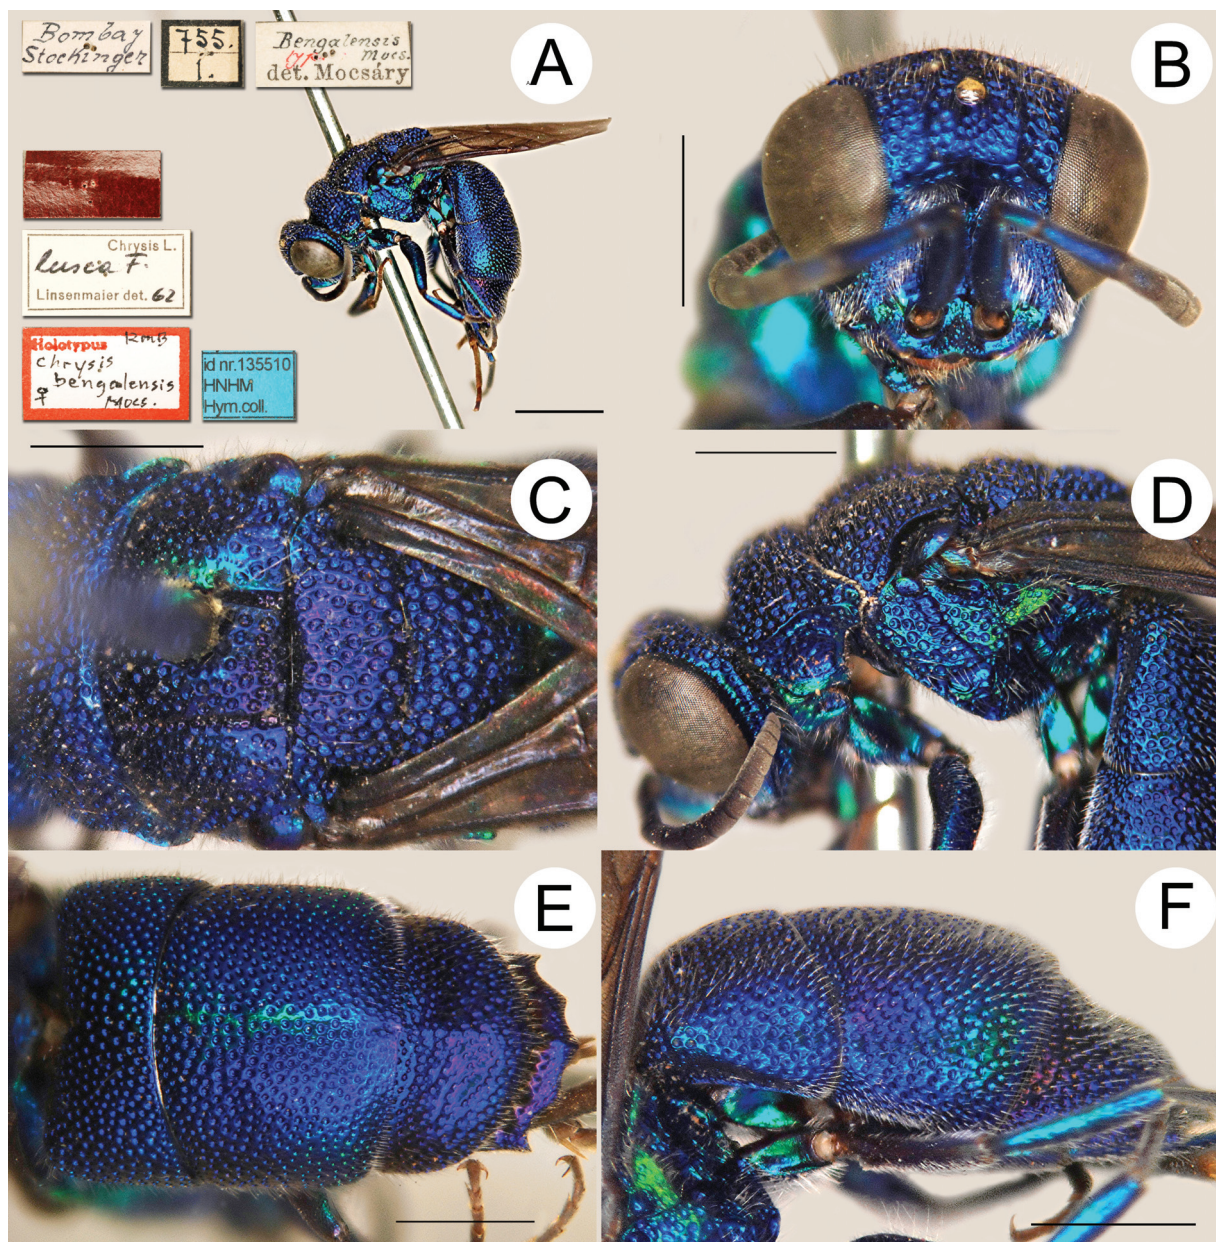 Bombay
Stockinger
755.
1.
Bengalensis
Mocs.
det. Mocsáry
A
B
Chrysis L.
lusca F.
Linsenmaier det. 62
Holotypus
Chrysis
bengalensis
♀ Mocs.
id nr.135510
HNHM
Hym.coll.
C
D
E
F